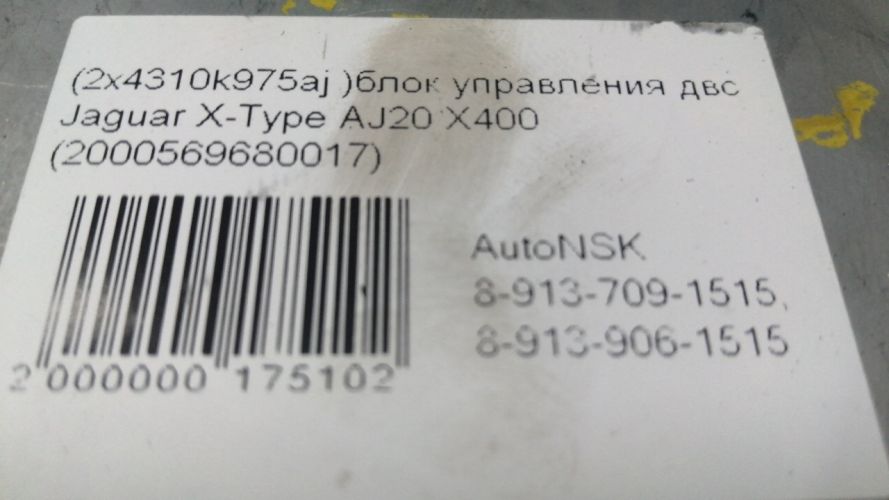 (2x4310k975aj )блок управления двс
Jaguar X-Type AJ20 X400
(2000569680017)
AutoNSK
8-913-709-1515,
8-913-906-1515
2 000000 175102